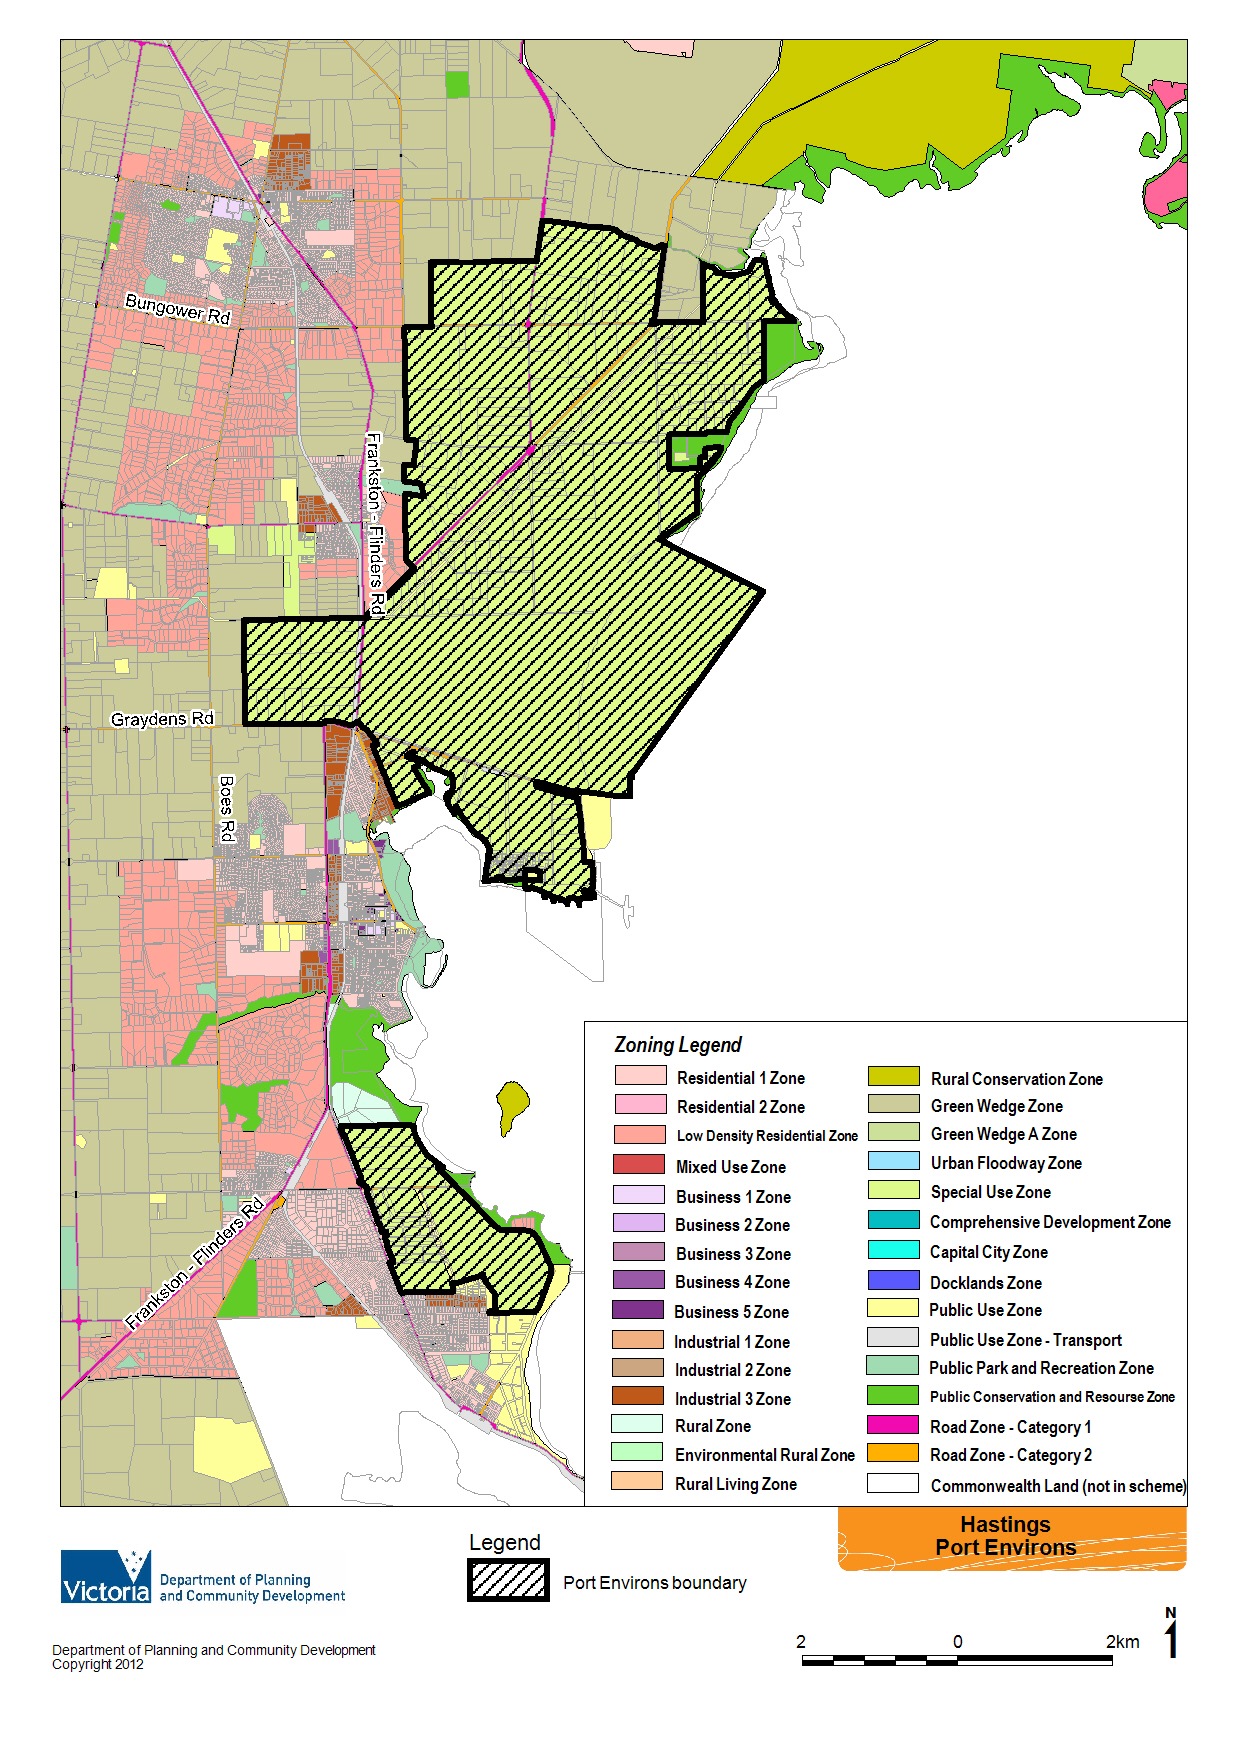 Bungower Rd
Frankston - Flinders Rd
Graydens Rd
Boes Rd
Frankston - Flinders Rd
Zoning Legend
Residential 1 Zone
Residential 2 Zone
Low Density Residential Zone
Mixed Use Zone
Business 1 Zone
Business 2 Zone
Business 3 Zone
Business 4 Zone
Business 5 Zone
Industrial 1 Zone
Industrial 2 Zone
Industrial 3 Zone
Rural Zone
Environmental Rural Zone
Rural Living Zone
Rural Conservation Zone
Green Wedge Zone
Green Wedge A Zone
Urban Floodway Zone
Special Use Zone
Comprehensive Development Zone
Capital City Zone
Docklands Zone
Public Use Zone
Public Use Zone - Transport
Public Park and Recreation Zone
Public Conservation and Resourse Zone
Road Zone - Category 1
Road Zone - Category 2
Commonwealth Land (not in scheme)
Hastings
Port Environs
Legend
Port Environs boundary
Victoria
Department of Planning
and Community Development
N
2 0 2km
Department of Planning and Community Development
Copyright 2012